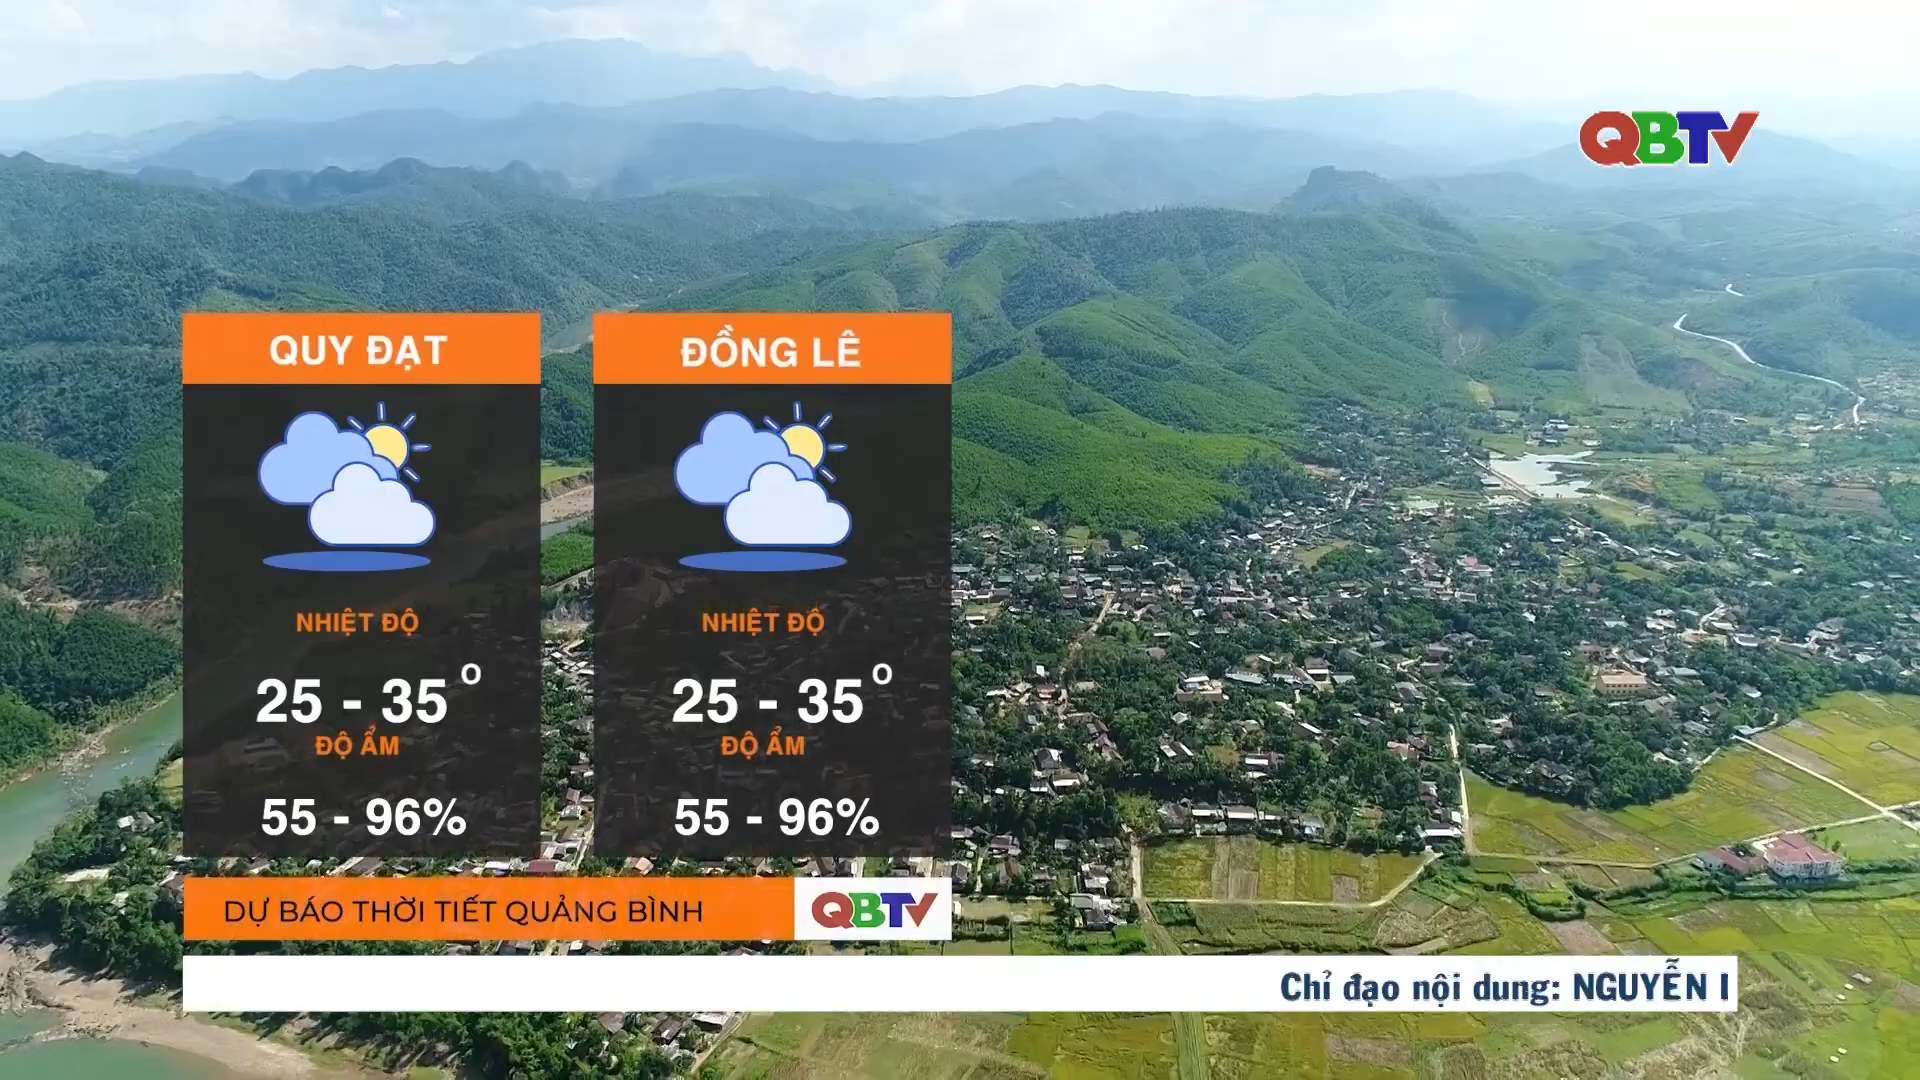 QBTV
QUY ĐẠT
NHIỆT ĐỘ
25 - 35°
ĐỘ ẨM
55 - 96%
ĐỒNG LÊ
NHIỆT ĐỘ
25 - 35°
ĐỘ ẨM
55 - 96%
DỰ BÁO THỜI TIẾT QUẢNG BÌNH
QBTV
Chỉ đạo nội dung: NGUYỄN